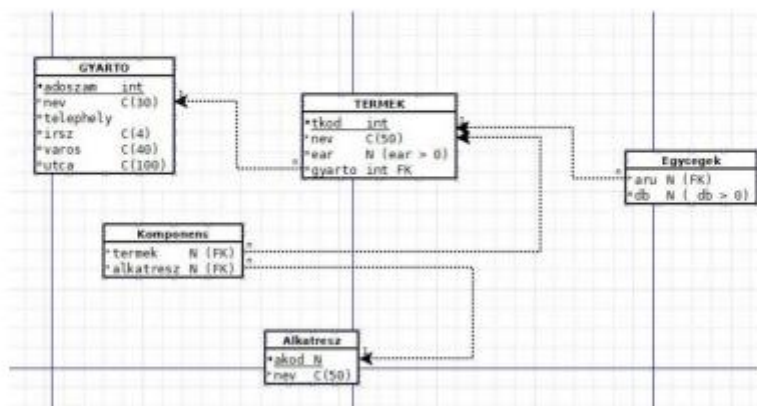 GYARTO
*adoszam int
*nev C(30)
*telephely
*irsz C(4)
*varos C(40)
*utca C(100)
TERMEK
*tkod int
*nev C(50)
*ear N (ear > 0)
*gyarto int FK
Egycegek
*aru N (FK)
*db N ( db > 0)
Komponens
*termek N (FK)
*alkatresz N (FK)
Alkatresz
*akod N
*nev C(50)